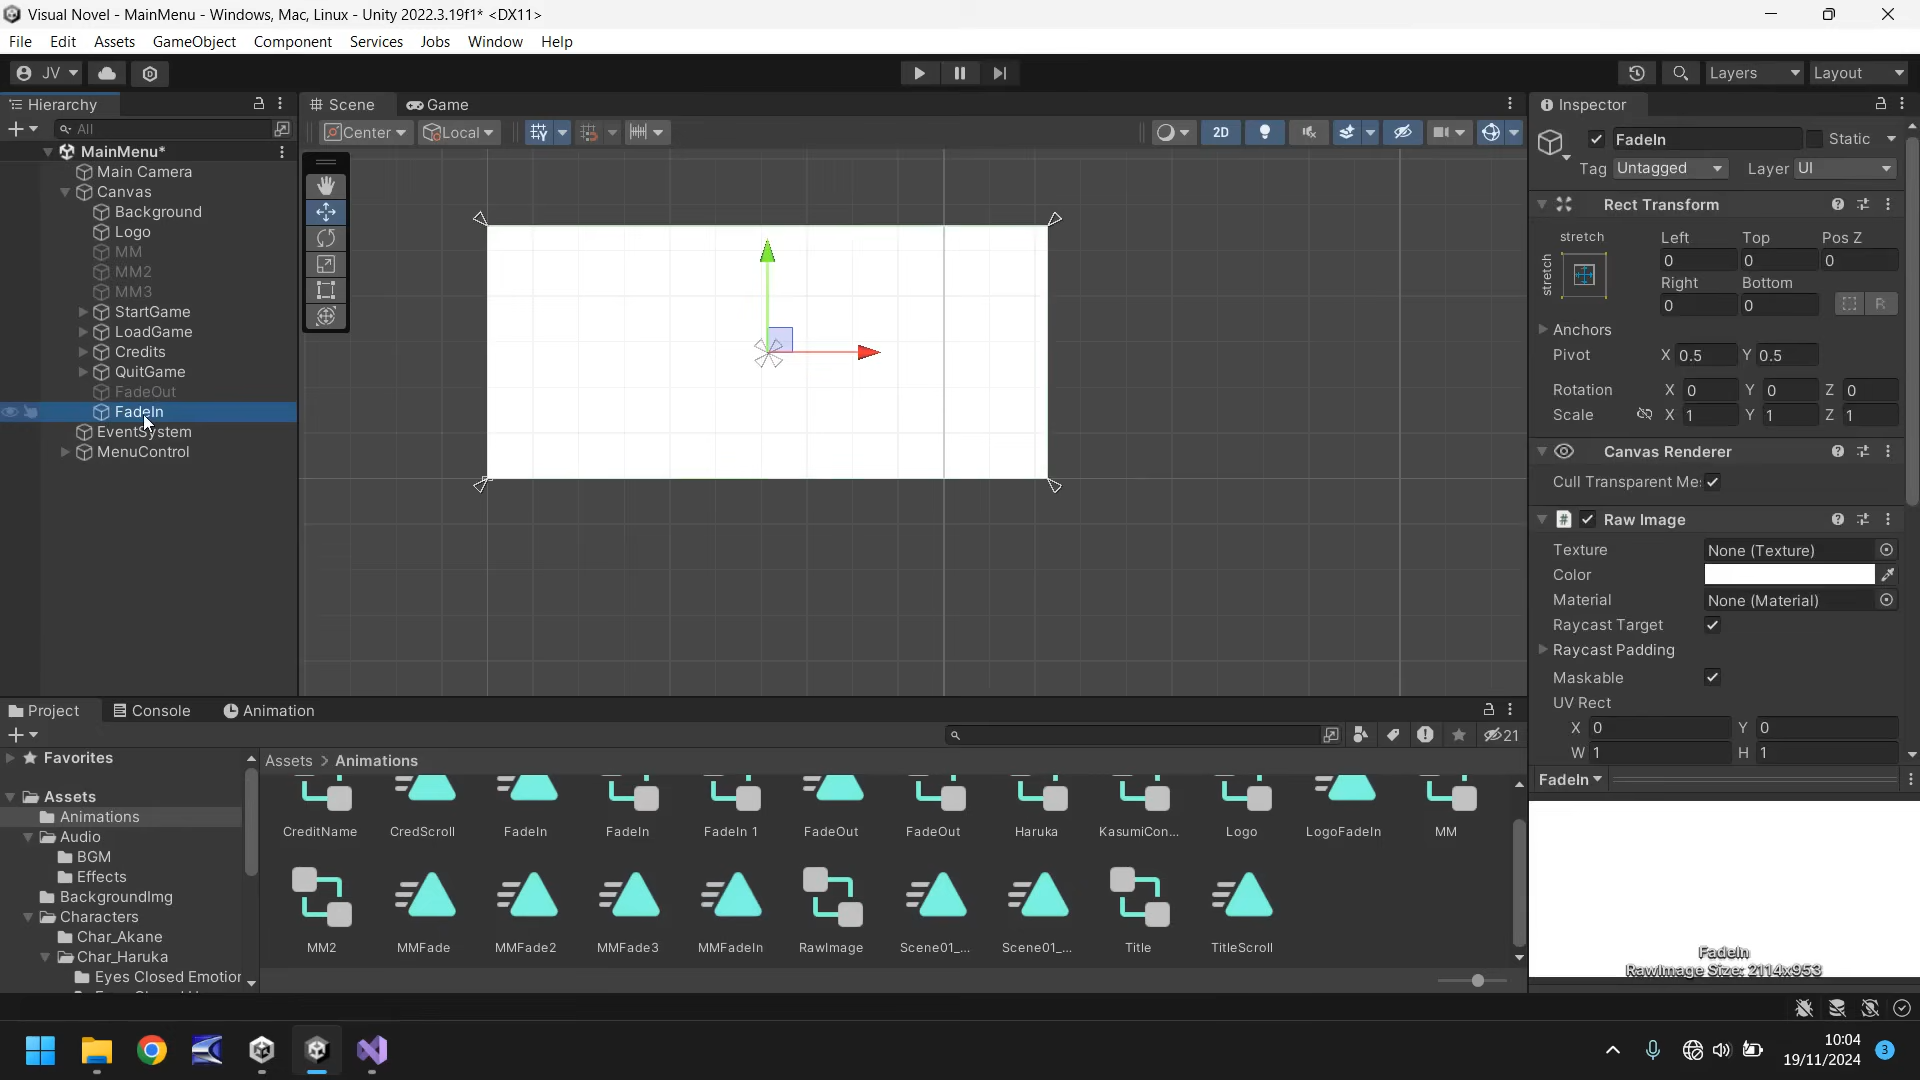 Visual Novel - MainMenu - Windows, Mac, Linux - Unity 2022.3.19f1* <DX11>
File Edit Assets GameObject Component Services Jobs Window Help
JV Layers Layout
Hierarchy
All
MainMenu*
Main Camera
Canvas
Background
Logo
MM
MM2
MM3
StartGame
LoadGame
Credits
QuitGame
FadeOut
FadeIn
EventSystem
MenuControl
Scene Game
Center Local 2D
Inspector
FadeIn Static
Tag Untagged Layer UI
Rect Transform
stretch Left Top Pos Z
stretch 0 0 0
Right Bottom
0 0 R
Anchors
Pivot X 0.5 Y 0.5
Rotation X 0 Y 0 Z 0
Scale X 1 Y 1 Z 1
Canvas Renderer
Cull Transparent Me:
# Raw Image
Texture None (Texture)
Color
Material None (Material)
Raycast Target
Raycast Padding
Maskable
UV Rect
X 0 Y 0
W 1 H 1
FadeIn
FadeIn
RawImage Size: 2114x953
Project Console Animation
21
Favorites
Assets
Animations
Audio
BGM
Effects
BackgroundImg
Characters
Char_Akane
Char_Haruka
Eyes Closed Emotior
Assets > Animations
CreditName CredScroll FadeIn FadeIn FadeIn 1 FadeOut FadeOut Haruka KasumiCon... Logo LogoFadeIn MM
MM2 MMFade MMFade2 MMFade3 MMFadeIn RawImage Scene01_... Scene01_... Title TitleScroll
10:04
19/11/2024
3